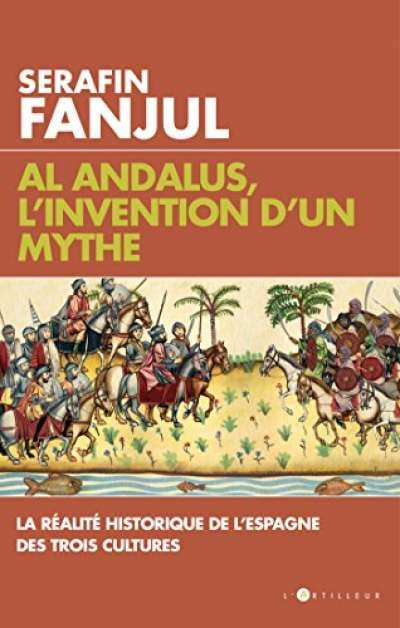 SERAFIN
FANJUL
AL ANDALUS,
L'INVENTION D'UN
MYTHE
LA RÉALITÉ HISTORIQUE DE L'ESPAGNE
DES TROIS CULTURES
L'ARTILLEUR